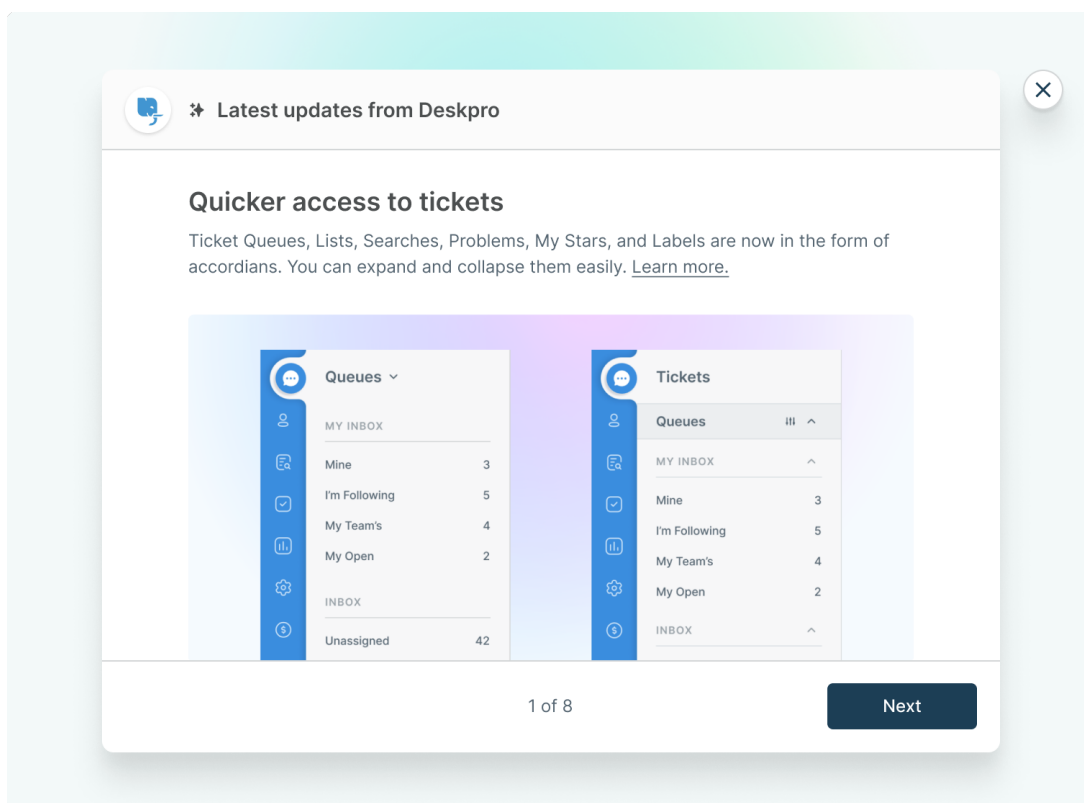 Latest updates from Deskpro
Quicker access to tickets
Ticket Queues, Lists, Searches, Problems, My Stars, and Labels are now in the form of
accordians. You can expand and collapse them easily. Learn more.
Queues
MY INBOX
Mine 3
I'm Following 5
My Team's 4
My Open 2
INBOX
Unassigned 42
Tickets
Queues
MY INBOX
Mine 3
I'm Following 5
My Team's 4
My Open 2
INBOX
1 of 8
Next